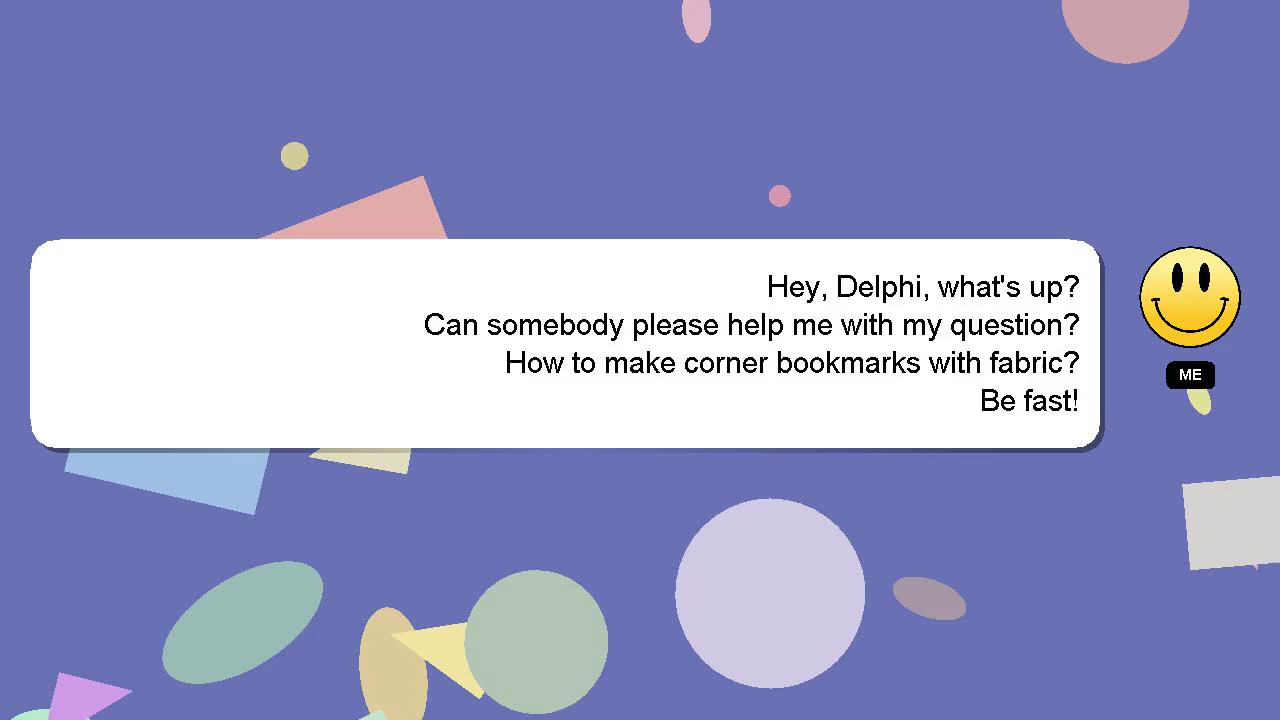 Hey, Delphi, what's up?
Can somebody please help me with my question?
How to make corner bookmarks with fabric?
Be fast!
ME